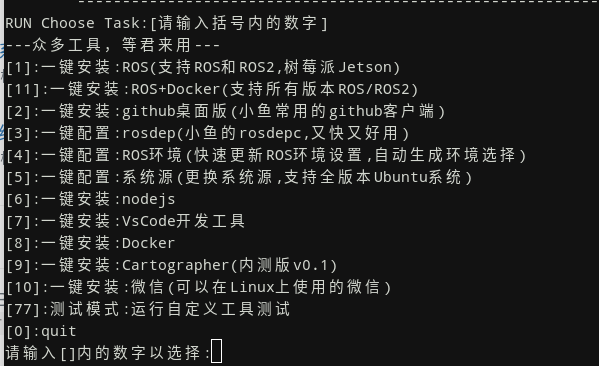 RUN Choose Task:[请输入括号内的数字]
---众多工具，等君来用---
[1]:一键安装:ROS(支持ROS和ROS2,树莓派Jetson)
[11]:一键安装:ROS+Docker(支持所有版本ROS/ROS2)
[2]:一键安装:github桌面版(小鱼常用的github客户端)
[3]:一键配置:rosdep(小鱼的rosdepc,又快又好用)
[4]:一键配置:ROS环境(快速更新ROS环境设置,自动生成环境选择)
[5]:一键配置:系统源(更换系统源,支持全版本Ubuntu系统)
[6]:一键安装:nodejs
[7]:一键安装:VsCode开发工具
[8]:一键安装:Docker
[9]:一键安装:Cartographer(内测版v0.1)
[10]:一键安装:微信(可以在Linux上使用的微信)
[77]:测试模式:运行自定义工具测试
[0]:quit
请输入[]内的数字以选择: